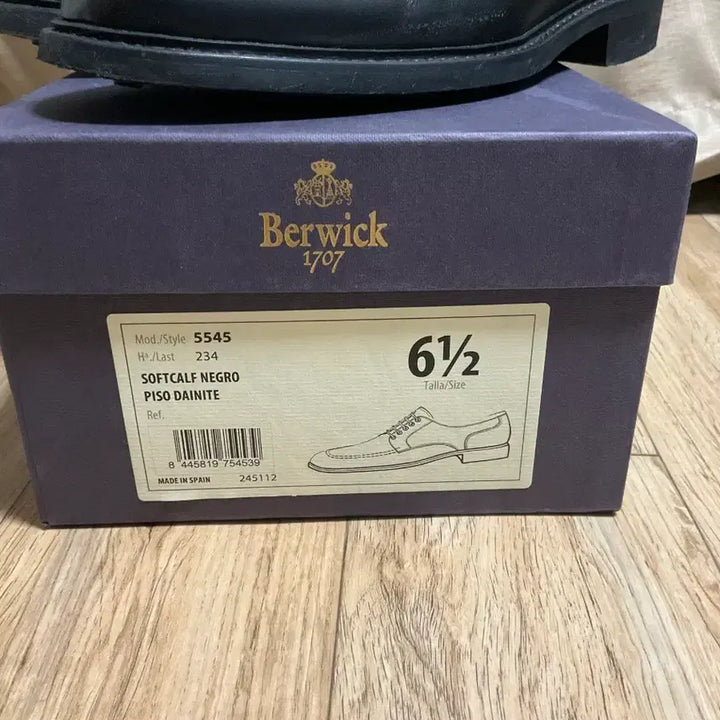 Berwick
1707
Mod./Style 5545
Hª./Last 234
SOFTCALF NEGRO
PISO DAINITE
Ref.
8 445819 754539
MADE IN SPAIN 245112
6½
Talla/Size